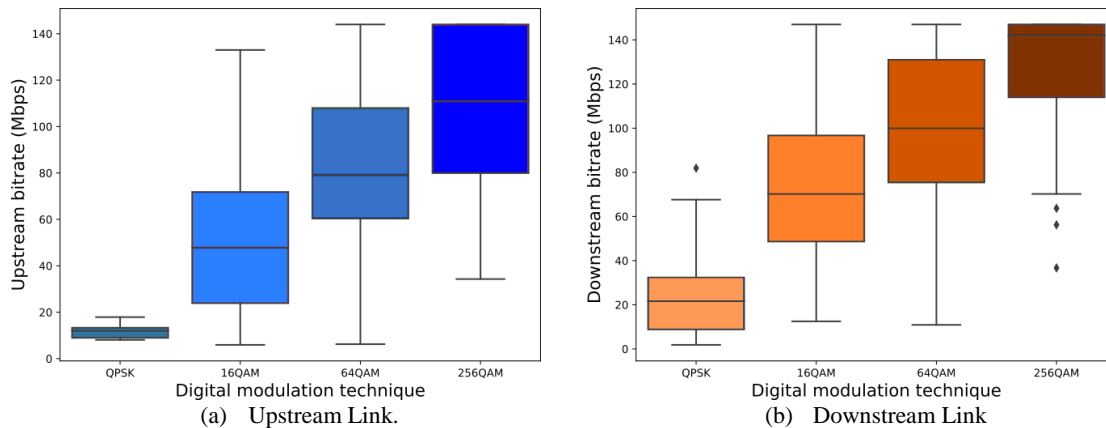 140
120
100
80
60
40
20
0
Upstream bitrate (Mbps)
QPSK 16QAM 64QAM 256QAM
Digital modulation technique
(a) Upstream Link.
140
120
100
80
60
40
20
0
Downstream bitrate (Mbps)
QPSK 16QAM 64QAM 256QAM
Digital modulation technique
(b) Downstream Link